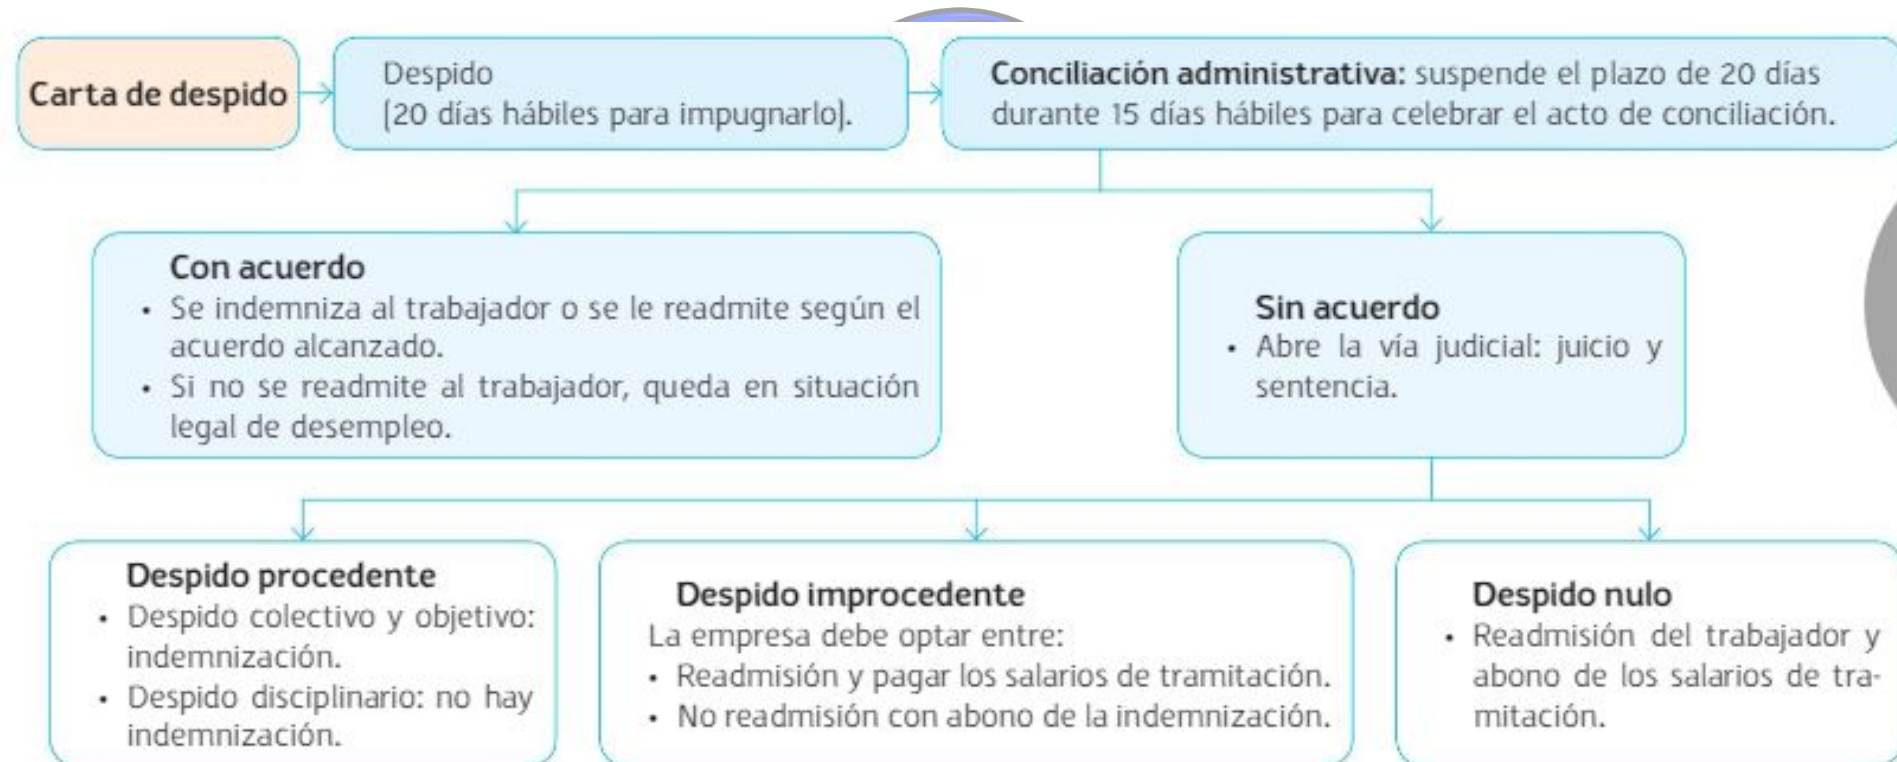 Carta de despido
Despido
(20 días hábiles para impugnarlo).
Conciliación administrativa: suspende el plazo de 20 días
durante 15 días hábiles para celebrar el acto de conciliación.
Con acuerdo
• Se indemniza al trabajador o se le readmite según el
acuerdo alcanzado.
• Si no se readmite al trabajador, queda en situación
legal de desempleo.
Sin acuerdo
• Abre la vía judicial: juicio y
sentencia.
Despido procedente
• Despido colectivo y objetivo:
indemnización.
• Despido disciplinario: no hay
indemnización.
Despido improcedente
La empresa debe optar entre:
• Readmisión y pagar los salarios de tramitación.
• No readmisión con abono de la indemnización.
Despido nulo
• Readmisión del trabajador y
abono de los salarios de tra-
mitación.